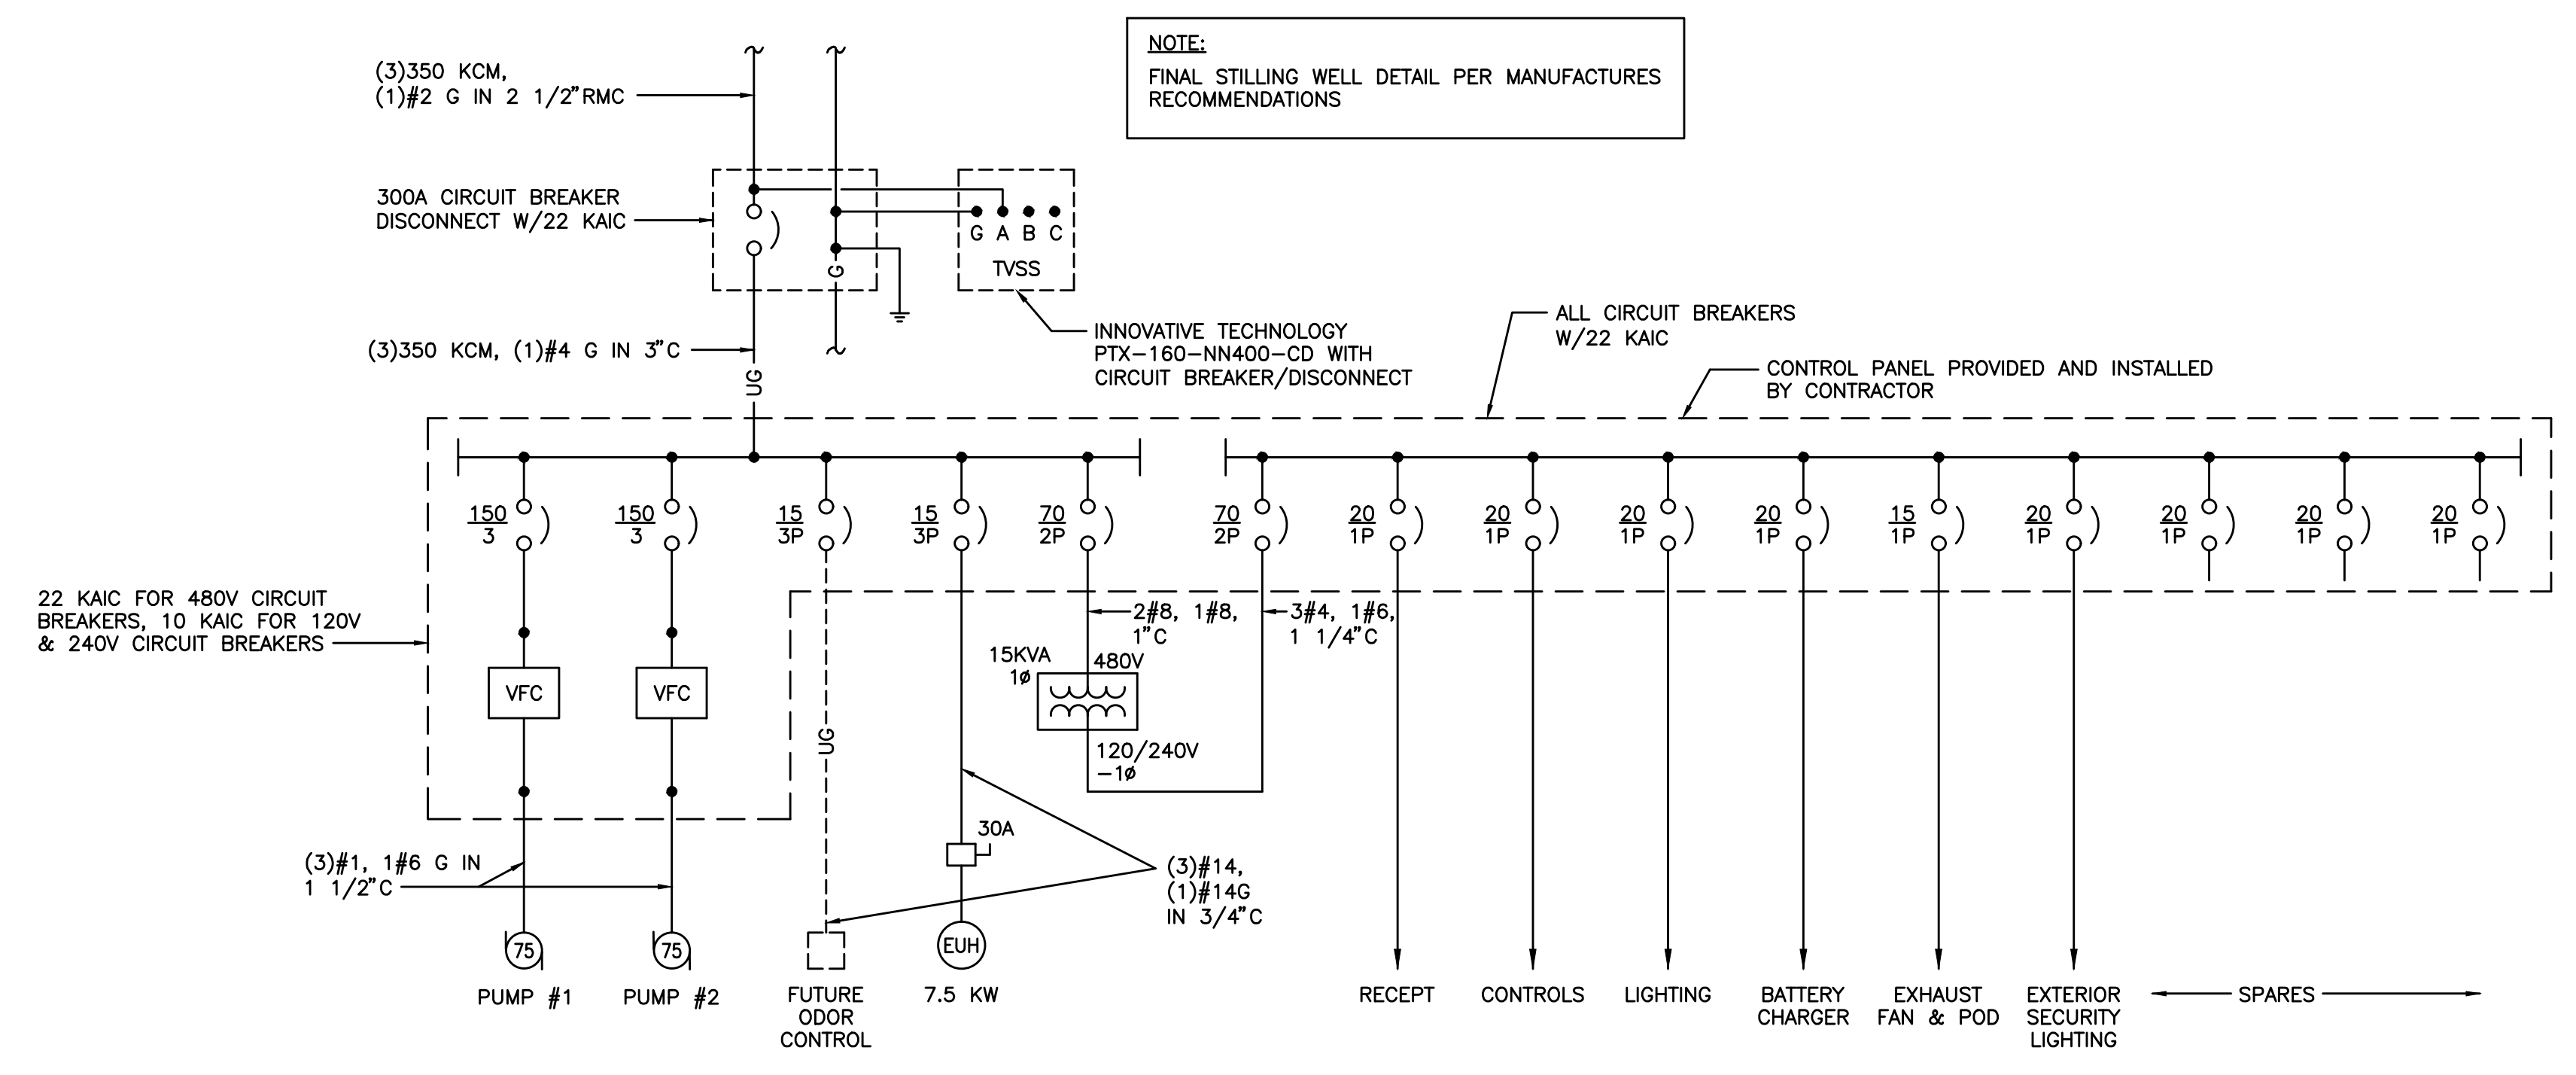 NOTE:
FINAL STILLING WELL DETAIL PER MANUFACTURES
RECOMMENDATIONS
(3)350 KCM,
(1)#2 G IN 2 1/2"RMC
300A CIRCUIT BREAKER
DISCONNECT W/22 KAIC
G
G A B C
TVSS
INNOVATIVE TECHNOLOGY
PTX-160-NN400-CD WITH
CIRCUIT BREAKER/DISCONNECT
(3)350 KCM, (1)#4 G IN 3"C
UG
ALL CIRCUIT BREAKERS
W/22 KAIC
CONTROL PANEL PROVIDED AND INSTALLED
BY CONTRACTOR
150 150 15 15 70 70 20 20 20 20 15 20 20 20 20
3 3 3P 3P 2P 2P 1P 1P 1P 1P 1P 1P 1P 1P 1P
22 KAIC FOR 480V CIRCUIT
BREAKERS, 10 KAIC FOR 120V
& 240V CIRCUIT BREAKERS
2#8, 1#8,
1"C
3#4, 1#6,
1 1/4"C
15KVA
1ø
480V
VFC VFC
UG
120/240V
-1ø
30A
(3)#1, 1#6 G IN
1 1/2"C
(3)#14,
(1)#14G
IN 3/4"C
75 75 EUH
PUMP #1
PUMP #2
FUTURE
ODOR
CONTROL
7.5 KW
RECEPT
CONTROLS
LIGHTING
BATTERY
CHARGER
EXHAUST
FAN & POD
EXTERIOR
SECURITY
LIGHTING
SPARES